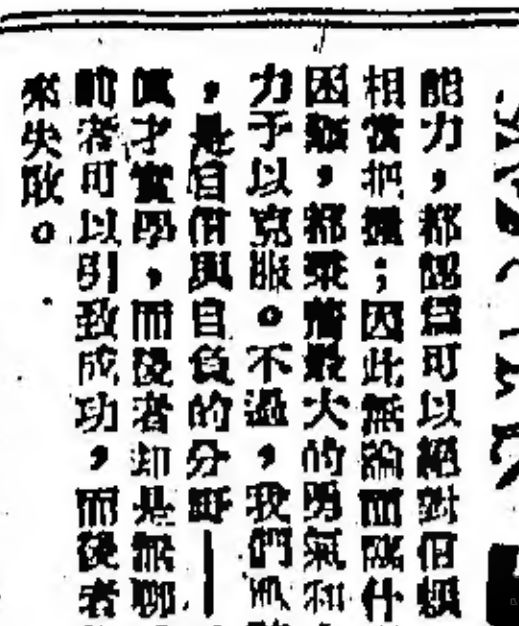 能力，都認爲可以絕對信賴
相當把握；因此無論面臨什
困難，都秉着最大的勇氣和
力予以克服。不過，我們
，是自信與自負的分野——
眞才實學，而後者却是無聊
前者可以引致成功，而後者
來失敗。